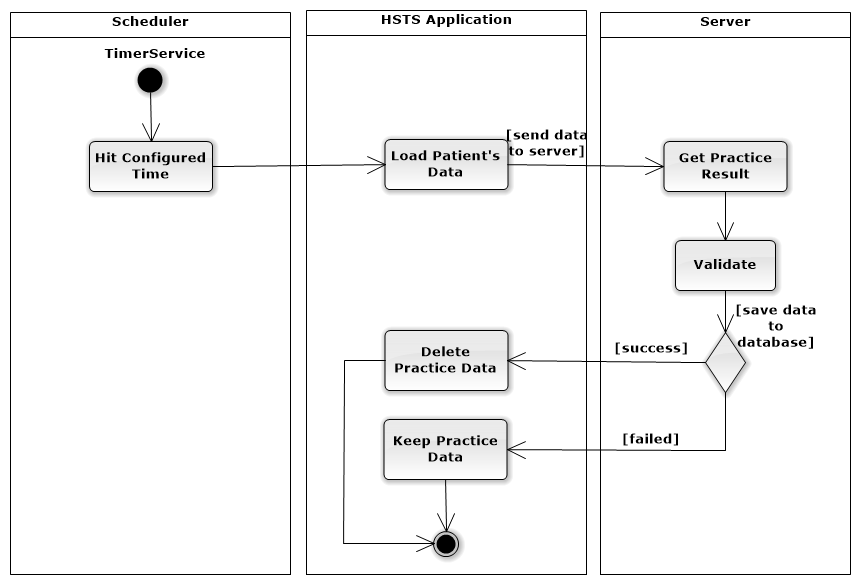 Scheduler
HSTS Application
Server
TimerService
Hit Configured
Time
Load Patient's
Data
[send data
to server]
Get Practice
Result
Validate
[save data
to
database]
[success]
Delete
Practice Data
[failed]
Keep Practice
Data